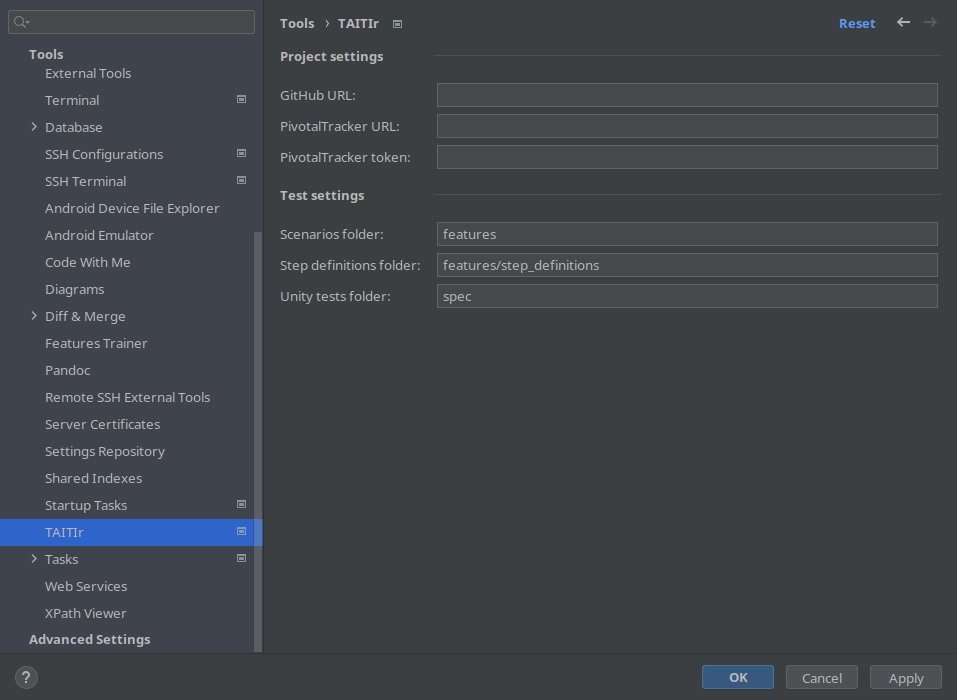 Tools
External Tools
Terminal
Database
SSH Configurations
SSH Terminal
Android Device File Explorer
Android Emulator
Code With Me
Diagrams
Diff & Merge
Features Trainer
Pandoc
Remote SSH External Tools
Server Certificates
Settings Repository
Shared Indexes
Startup Tasks
TAITIr
Tasks
Web Services
XPath Viewer
Advanced Settings
Tools › TAITIr Reset
Project settings
GitHub URL:
PivotalTracker URL:
PivotalTracker token:
Test settings
Scenarios folder: features
Step definitions folder: features/step_definitions
Unity tests folder: spec
? OK Cancel Apply